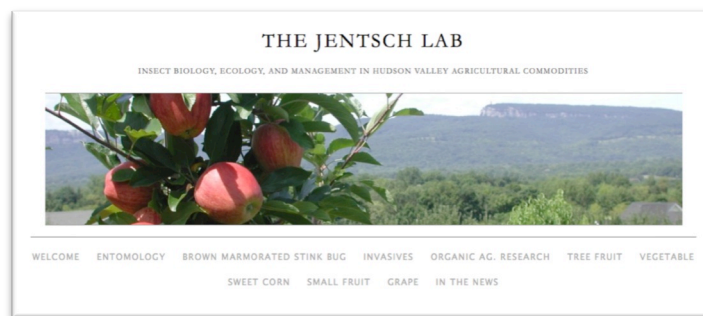 THE JENTSCH LAB
INSECT BIOLOGY, ECOLOGY, AND MANAGEMENT IN HUDSON VALLEY AGRICULTURAL COMMODITIES
WELCOME ENTOMOLOGY BROWN MARMORATED STINK BUG INVASIVES ORGANIC AG. RESEARCH TREE FRUIT VEGETABLE
SWEET CORN SMALL FRUIT GRAPE IN THE NEWS